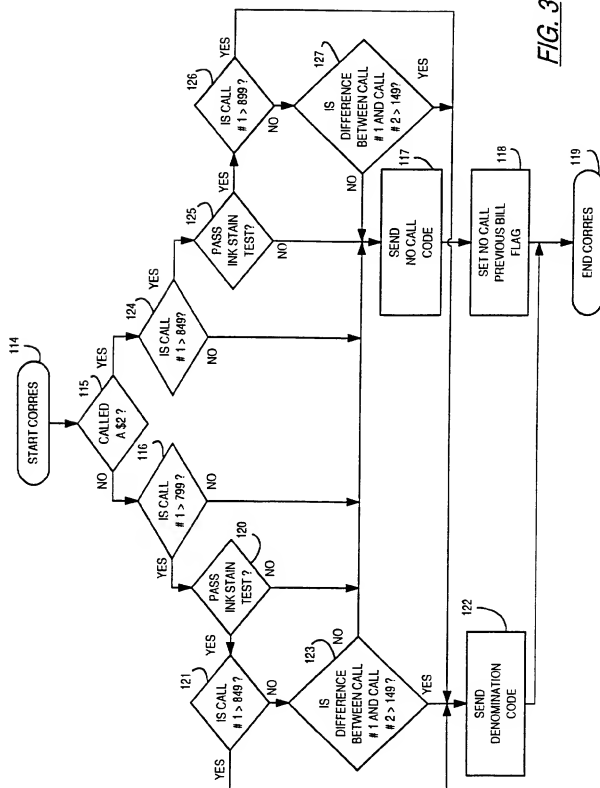 START CORRES
114
CALLED
A $2 ?
115
NO
YES
IS CALL
# 1 > 799 ?
116
YES
NO
IS CALL
# 1 > 849?
124
YES
NO
PASS
INK STAIN
TEST ?
120
YES
NO
PASS
INK STAIN
TEST?
125
YES
NO
IS CALL
# 1 > 849 ?
121
YES
NO
IS CALL
# 1 > 899 ?
126
YES
NO
IS
DIFFERENCE
BETWEEN CALL
# 1 AND CALL
# 2 > 149 ?
123
NO
YES
IS
DIFFERENCE
BETWEEN CALL
# 1 AND CALL
# 2 > 149?
127
NO
YES
SEND
NO CALL
CODE
117
SEND
DENOMINATION
CODE
122
SET NO CALL
PREVIOUS BILL
FLAG
118
END CORRES
119
FIG. 3